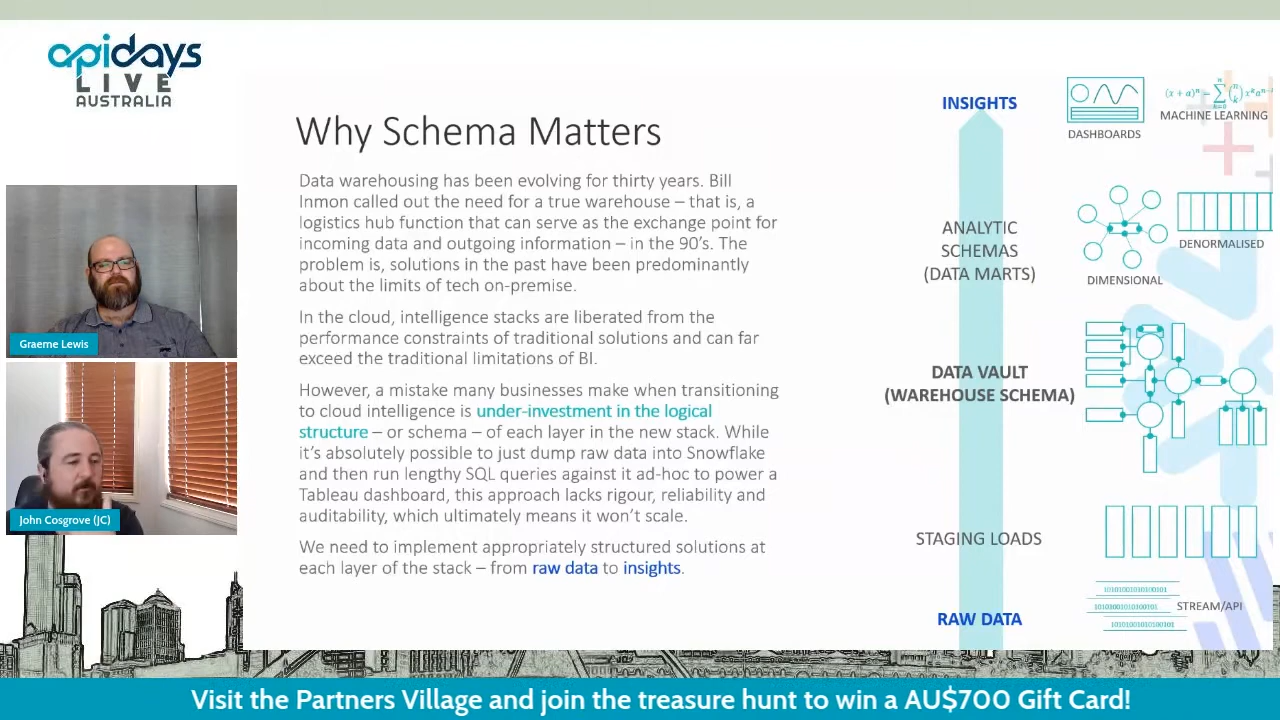 apidays
LIVE
AUSTRALIA
Graeme Lewis
John Cosgrove (JC)
Why Schema Matters
Data warehousing has been evolving for thirty years. Bill
Inmon called out the need for a true warehouse – that is, a
logistics hub function that can serve as the exchange point for
incoming data and outgoing information – in the 90's. The
problem is, solutions in the past have been predominantly
about the limits of tech on-premise.
In the cloud, intelligence stacks are liberated from the
performance constraints of traditional solutions and can far
exceed the traditional limitations of BI.
However, a mistake many businesses make when transitioning
to cloud intelligence is under-investment in the logical
structure – or schema – of each layer in the new stack. While
it's absolutely possible to just dump raw data into Snowflake
and then run lengthy SQL queries against it ad-hoc to power a
Tableau dashboard, this approach lacks rigour, reliability and
auditability, which ultimately means it won't scale.
We need to implement appropriately structured solutions at
each layer of the stack – from raw data to insights.
INSIGHTS
DASHBOARDS
MACHINE LEARNING
ANALYTIC
SCHEMAS
(DATA MARTS)
DENORMALISED
DIMENSIONAL
DATA VAULT
(WAREHOUSE SCHEMA)
STAGING LOADS
RAW DATA
STREAM/API
Visit the Partners Village and join the treasure hunt to win a AU$700 Gift Card!